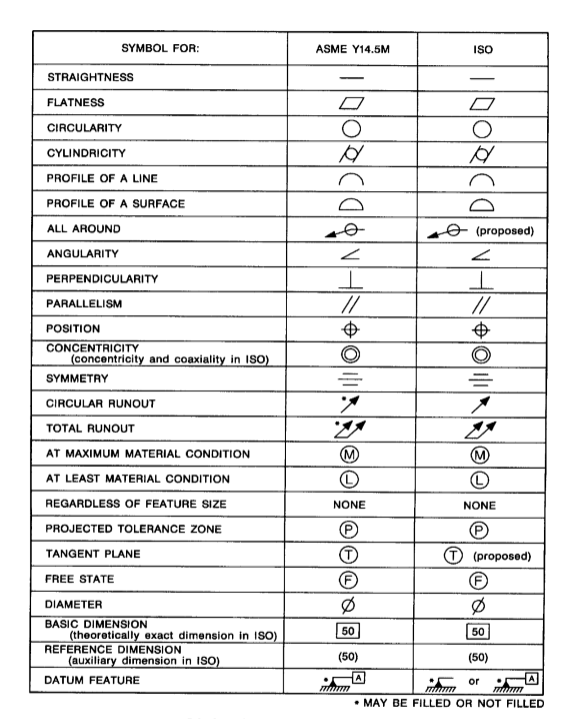 SYMBOL FOR: ASME Y14.5M ISO
STRAIGHTNESS
FLATNESS
CIRCULARITY
CYLINDRICITY
PROFILE OF A LINE
PROFILE OF A SURFACE
ALL AROUND (proposed)
ANGULARITY
PERPENDICULARITY
PARALLELISM
POSITION
CONCENTRICITY
(concentricity and coaxiality in ISO)
SYMMETRY
CIRCULAR RUNOUT
TOTAL RUNOUT
AT MAXIMUM MATERIAL CONDITION Ⓜ Ⓜ
AT LEAST MATERIAL CONDITION Ⓛ Ⓛ
REGARDLESS OF FEATURE SIZE NONE NONE
PROJECTED TOLERANCE ZONE Ⓟ Ⓟ
TANGENT PLANE Ⓣ Ⓣ (proposed)
FREE STATE Ⓕ Ⓕ
DIAMETER Ø Ø
BASIC DIMENSION
(theoretically exact dimension in ISO) 50 50
REFERENCE DIMENSION
(auxiliary dimension in ISO) (50) (50)
DATUM FEATURE * A * or * A
* MAY BE FILLED OR NOT FILLED